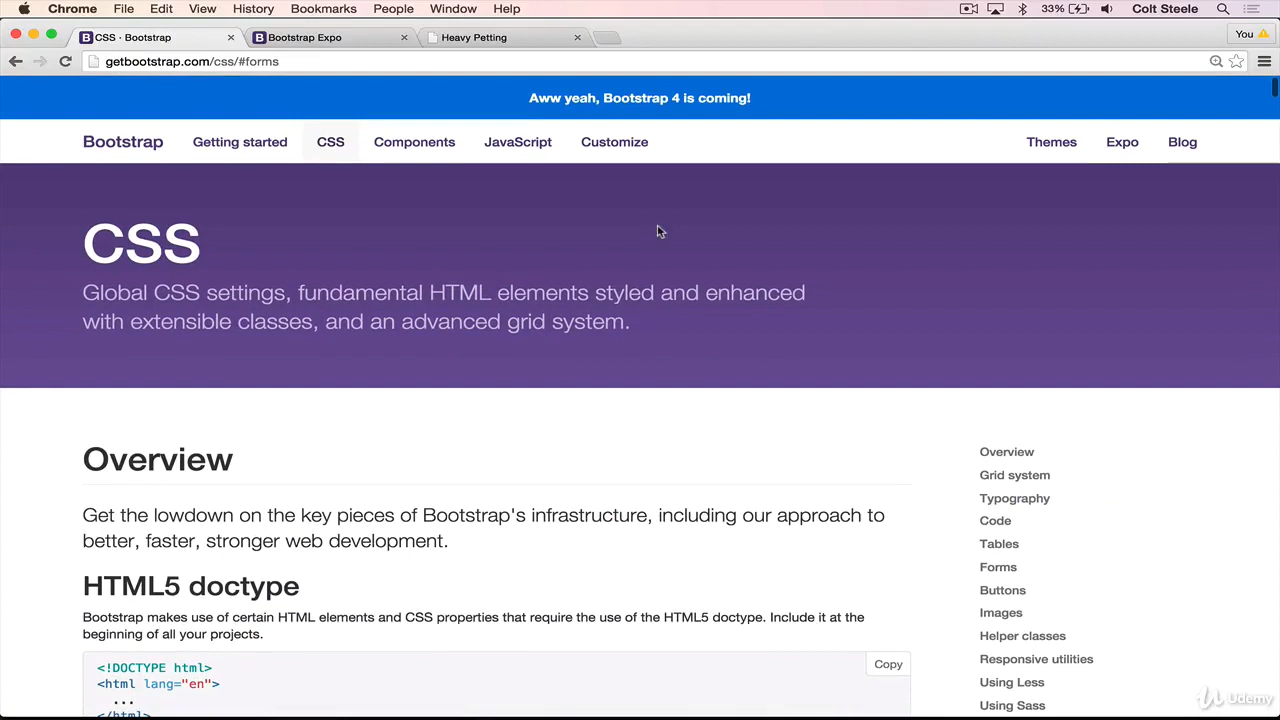 Chrome File Edit View History Bookmarks People Window Help 33% Colt Steele
CSS · Bootstrap Bootstrap Expo Heavy Petting You
getbootstrap.com/css/#forms
Aww yeah, Bootstrap 4 is coming!
Bootstrap Getting started CSS Components JavaScript Customize Themes Expo Blog
CSS
Global CSS settings, fundamental HTML elements styled and enhanced
with extensible classes, and an advanced grid system.
Overview
Get the lowdown on the key pieces of Bootstrap's infrastructure, including our approach to
better, faster, stronger web development.
HTML5 doctype
Bootstrap makes use of certain HTML elements and CSS properties that require the use of the HTML5 doctype. Include it at the
beginning of all your projects.
Copy
<!DOCTYPE html>
<html lang="en">
...
</html>
Overview
Grid system
Typography
Code
Tables
Forms
Buttons
Images
Helper classes
Responsive utilities
Using Less
Using Sass
Udemy